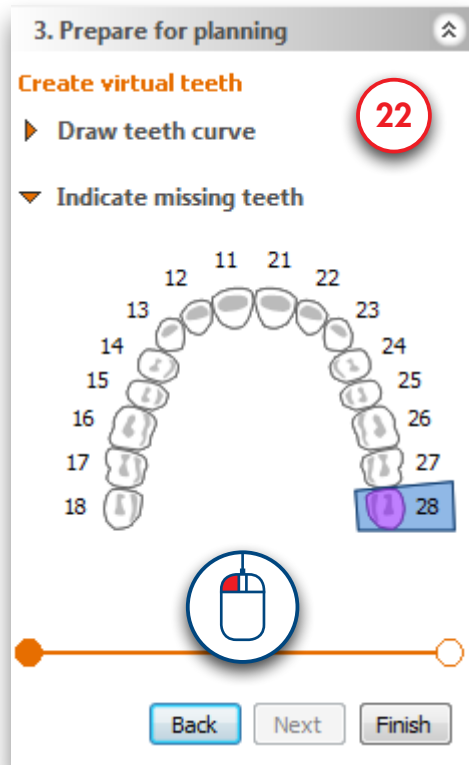 3. Prepare for planning
Create virtual teeth
22
Draw teeth curve
Indicate missing teeth
11 21
12 22
13 23
14 24
15 25
16 26
17 27
18 28
Back Next Finish